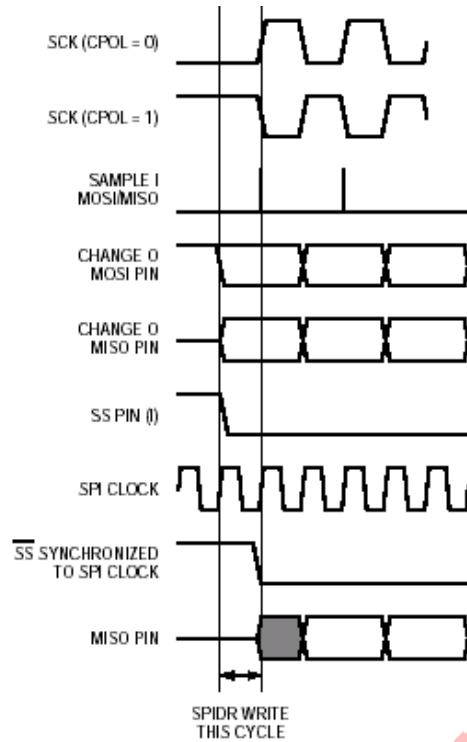 SCK (CPOL = 0)
SCK (CPOL = 1)
SAMPLE I
MOSI/MISO
CHANGE O
MOSI PIN
CHANGE O
MISO PIN
SS PIN (I)
SPI CLOCK
SS SYNCHRONIZED
TO SPI CLOCK
MISO PIN
SPIDR WRITE
THIS CYCLE